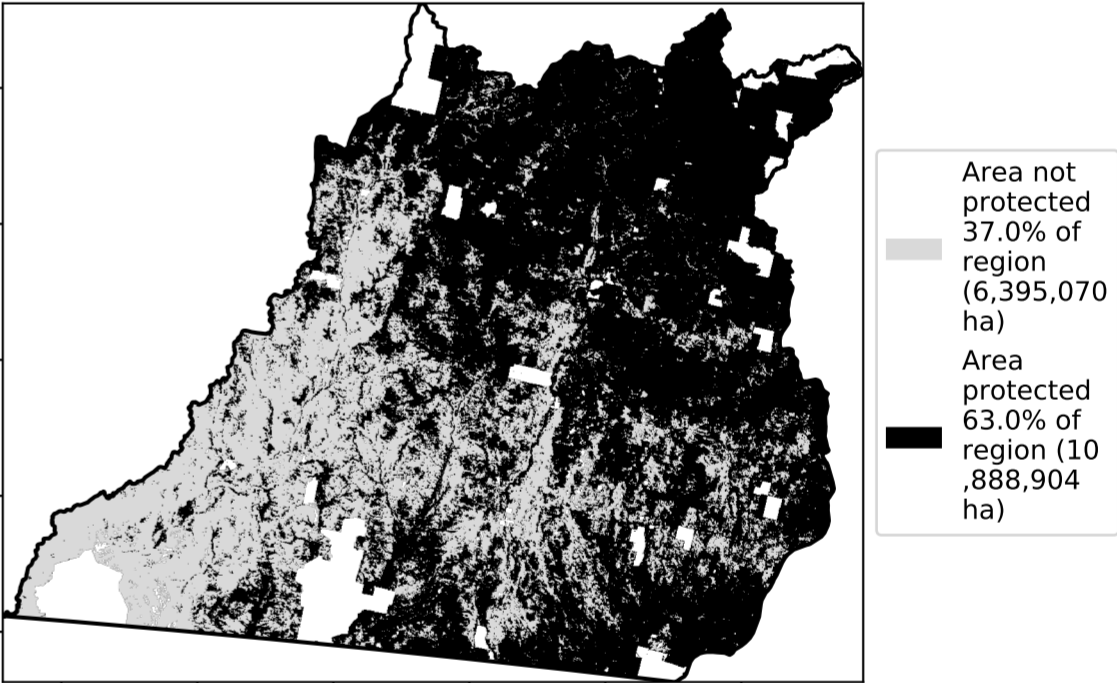 Area not
protected
37.0% of
region
(6,395,070
ha)
Area
protected
63.0% of
region (10
,888,904
ha)